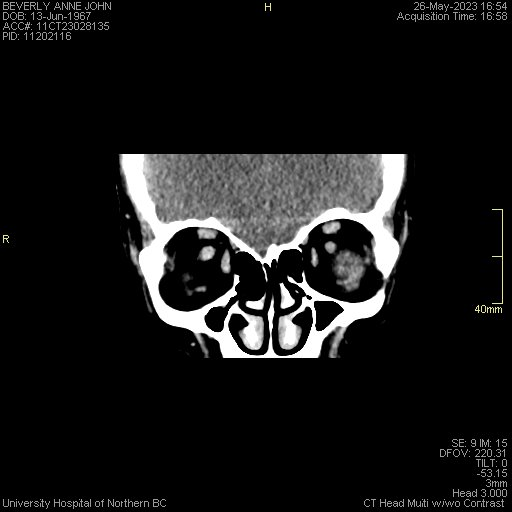 BEVERLY ANNE JOHN
DOB: 13-Jun-1967
ACC#: 11CT23028135
PID: 11202116
H
26-May-2023 16:54
Acquisition Time: 16:58
R
40mm
SE: 9 IM: 15
DFOV: 220.31
TILT: 0
-53.15
3mm
Head 3.000
University Hospital of Northern BC
CT Head Multi w/wo Contrast